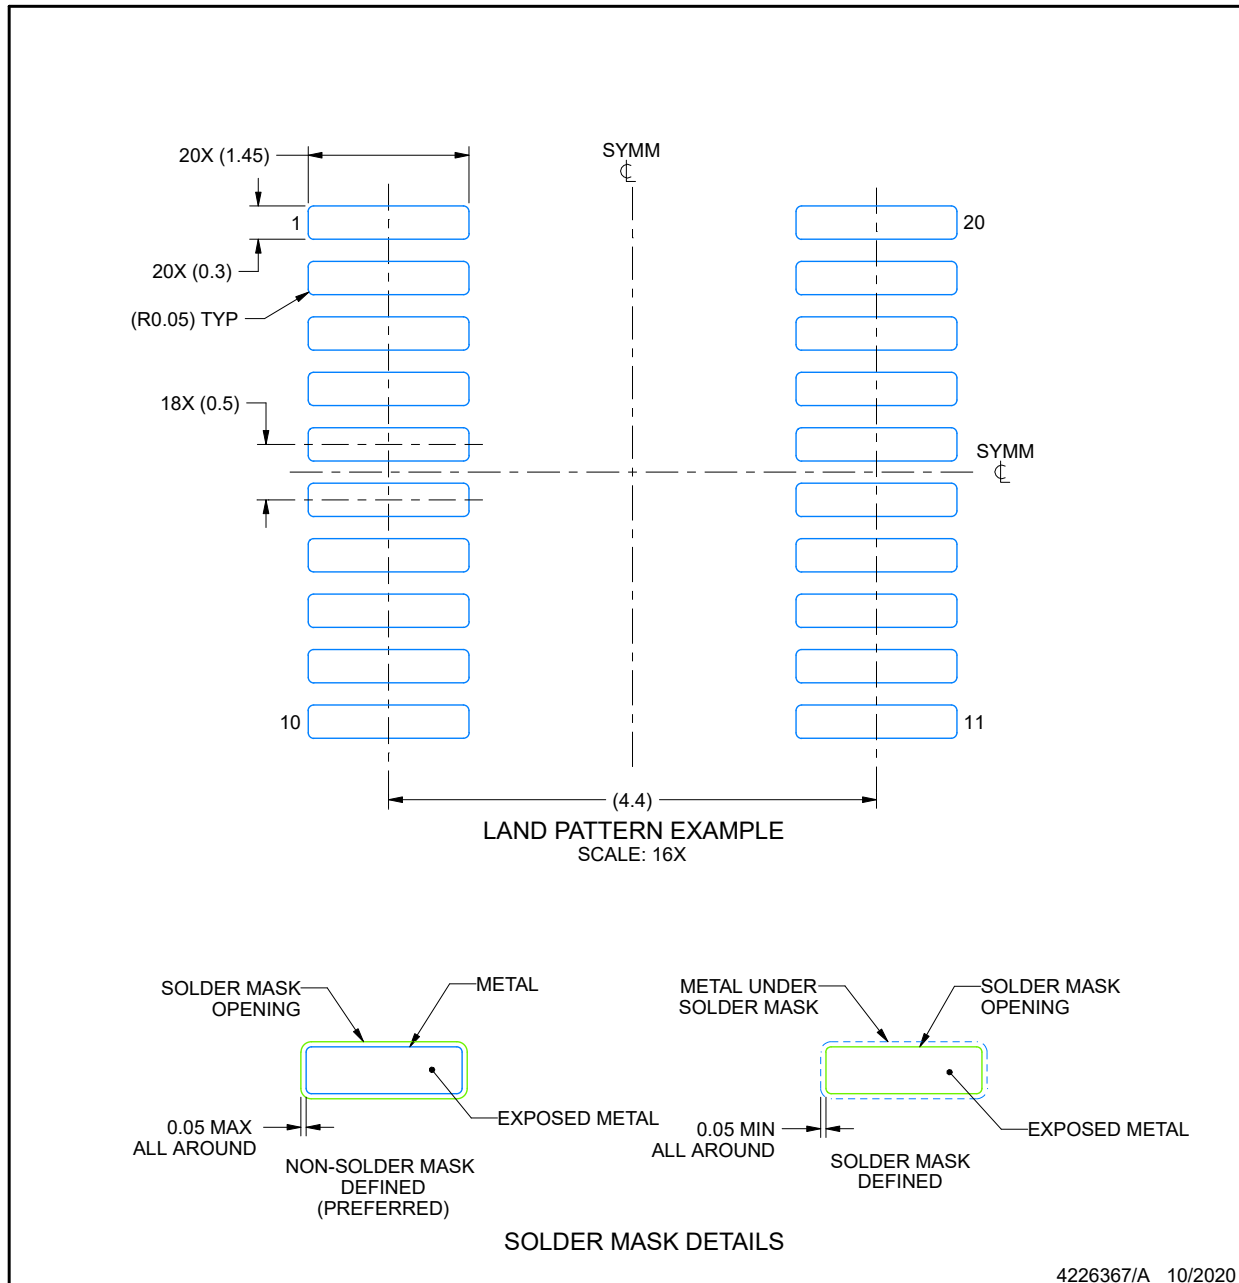 SYMM
℄
20X (1.45)
1
20
20X (0.3)
(R0.05) TYP
18X (0.5)
SYMM
℄
10
11
(4.4)
LAND PATTERN EXAMPLE
SCALE: 16X
SOLDER MASK
OPENING
METAL
EXPOSED METAL
0.05 MAX
ALL AROUND
NON-SOLDER MASK
DEFINED
(PREFERRED)
METAL UNDER
SOLDER MASK
SOLDER MASK
OPENING
EXPOSED METAL
0.05 MIN
ALL AROUND
SOLDER MASK
DEFINED
SOLDER MASK DETAILS
4226367/A 10/2020